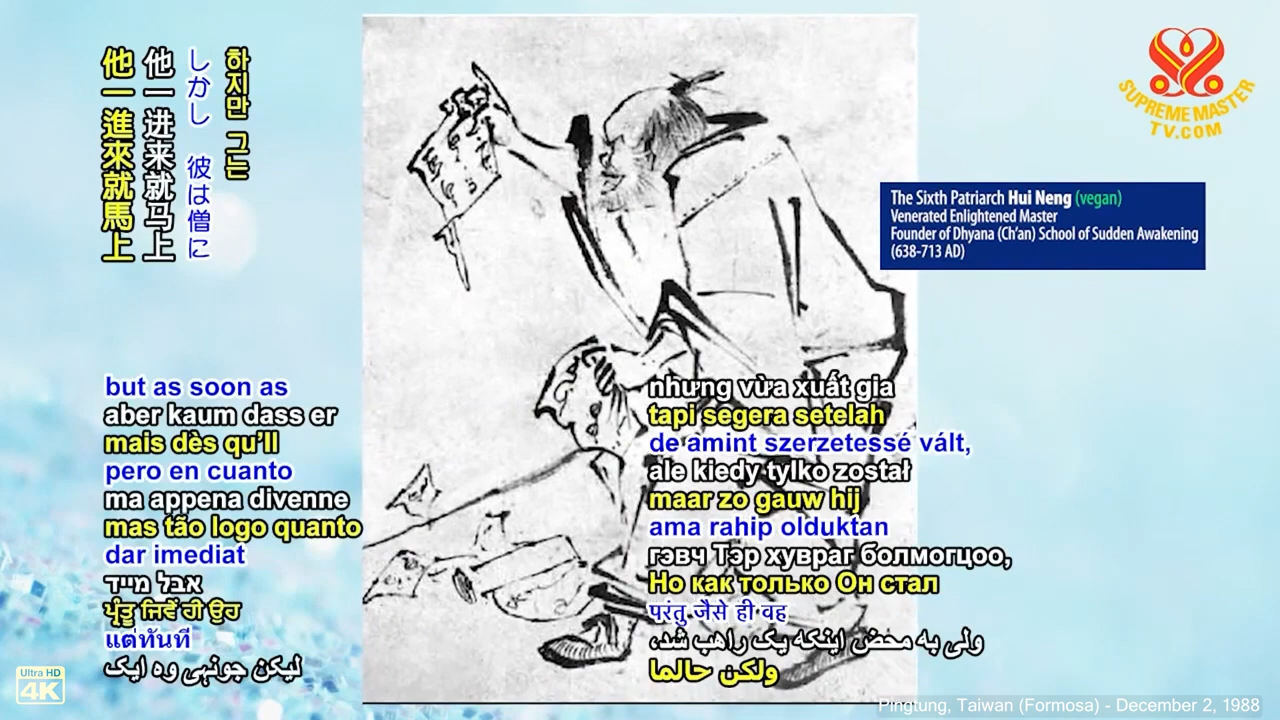 他一進來就馬上
他一进来就马上
しかし 彼は僧に
하지만 그는
SUPREME MASTER
TV.COM
The Sixth Patriarch Hui Neng (vegan)
Venerated Enlightened Master
Founder of Dhyana (Ch'an) School of Sudden Awakening
(638-713 AD)
but as soon as
aber kaum dass er
mais dès qu’Il
pero en cuanto
ma appena divenne
mas tão logo quanto
dar imediat
אבל מייד
ਪ੍ਰੰਤੂ ਜਿਵੇਂ ਹੀ ਉਹ
แต่ทันที
لیکن جونہی وہ ایک
nhưng vừa xuất gia
tapi segera setelah
de amint szerzetessé vált,
ale kiedy tylko został
maar zo gauw hij
ama rahip olduktan
гэвч Тэр хувраг болмогцоо,
Но как только Он стал
परंतु जैसे ही वह
ولی به محض اینکه یک راهب شد،
ولكن حالما
Ultra HD
4K
Pingtung, Taiwan (Formosa) - December 2, 1988